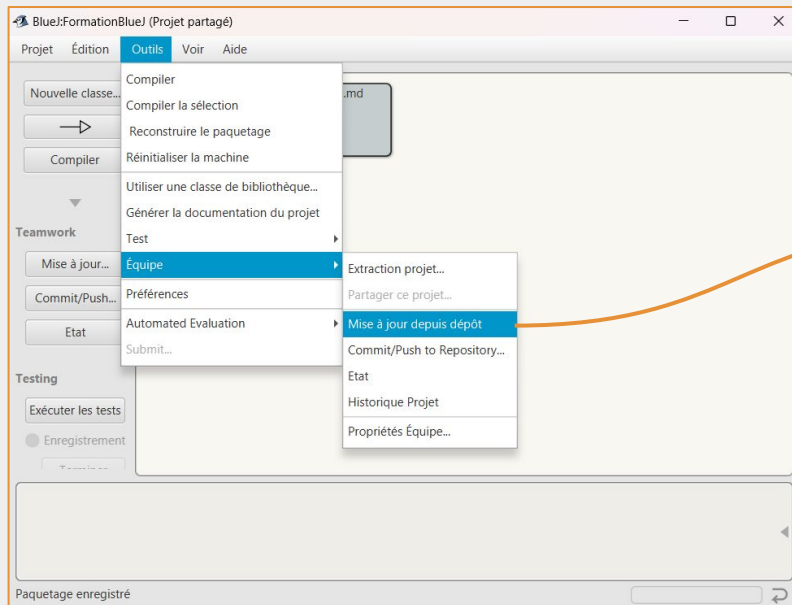 BlueJ:FormationBlueJ (Projet partagé)
Projet Édition Outils Voir Aide
Nouvelle classe...
Compiler
Teamwork
Mise à jour...
Commit/Push...
Etat
Testing
Exécuter les tests
Enregistrement
Terminer
Compiler
Compiler la sélection
Reconstruire le paquetage
Réinitialiser la machine
Utiliser une classe de bibliothèque...
Générer la documentation du projet
Test
Équipe
Préférences
Automated Evaluation
Submit...
.md
Extraction projet...
Partager ce projet...
Mise à jour depuis dépôt
Commit/Push to Repository...
Etat
Historique Projet
Propriétés Équipe...
Paquetage enregistré